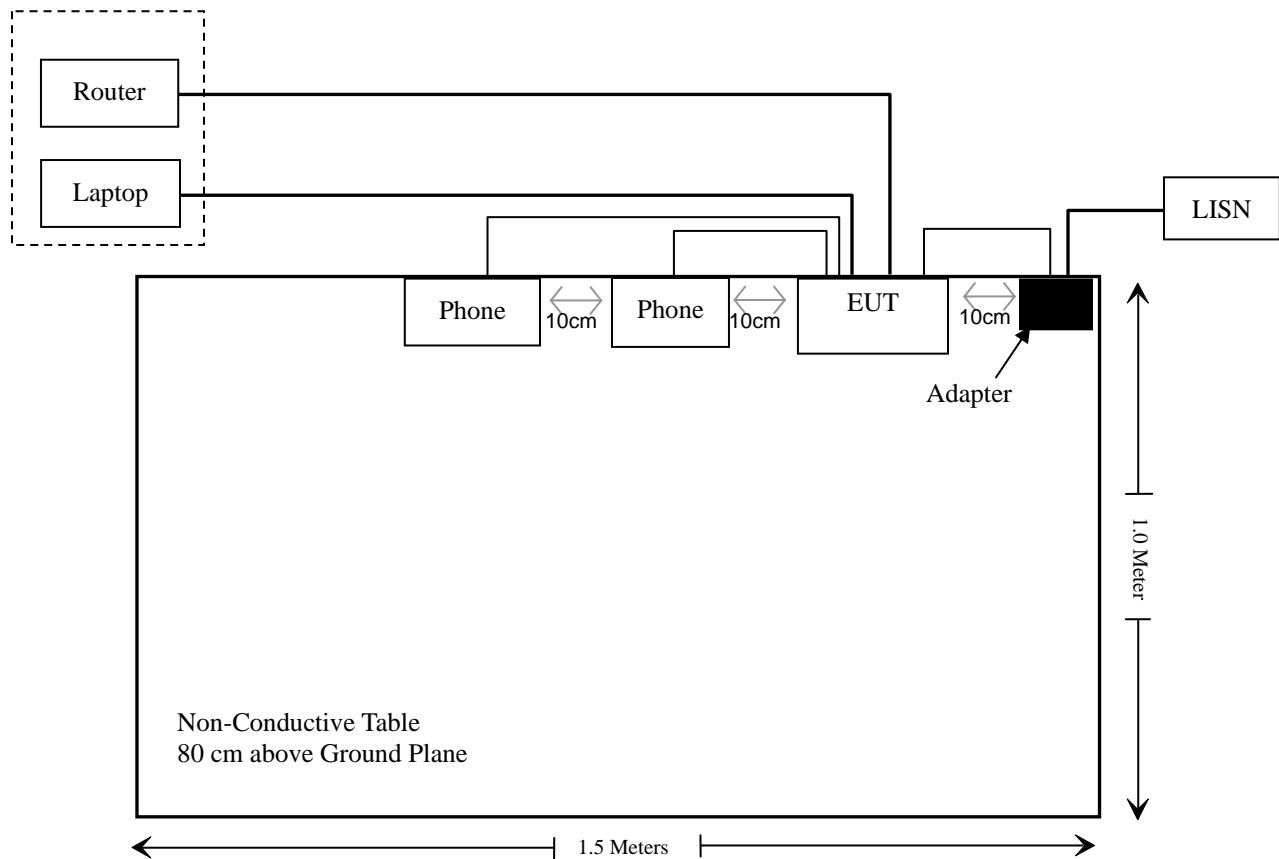 Router
Laptop
LISN
Phone
10cm
Phone
10cm
EUT
10cm
Adapter
1.0 Meter
Non-Conductive Table
80 cm above Ground Plane
1.5 Meters